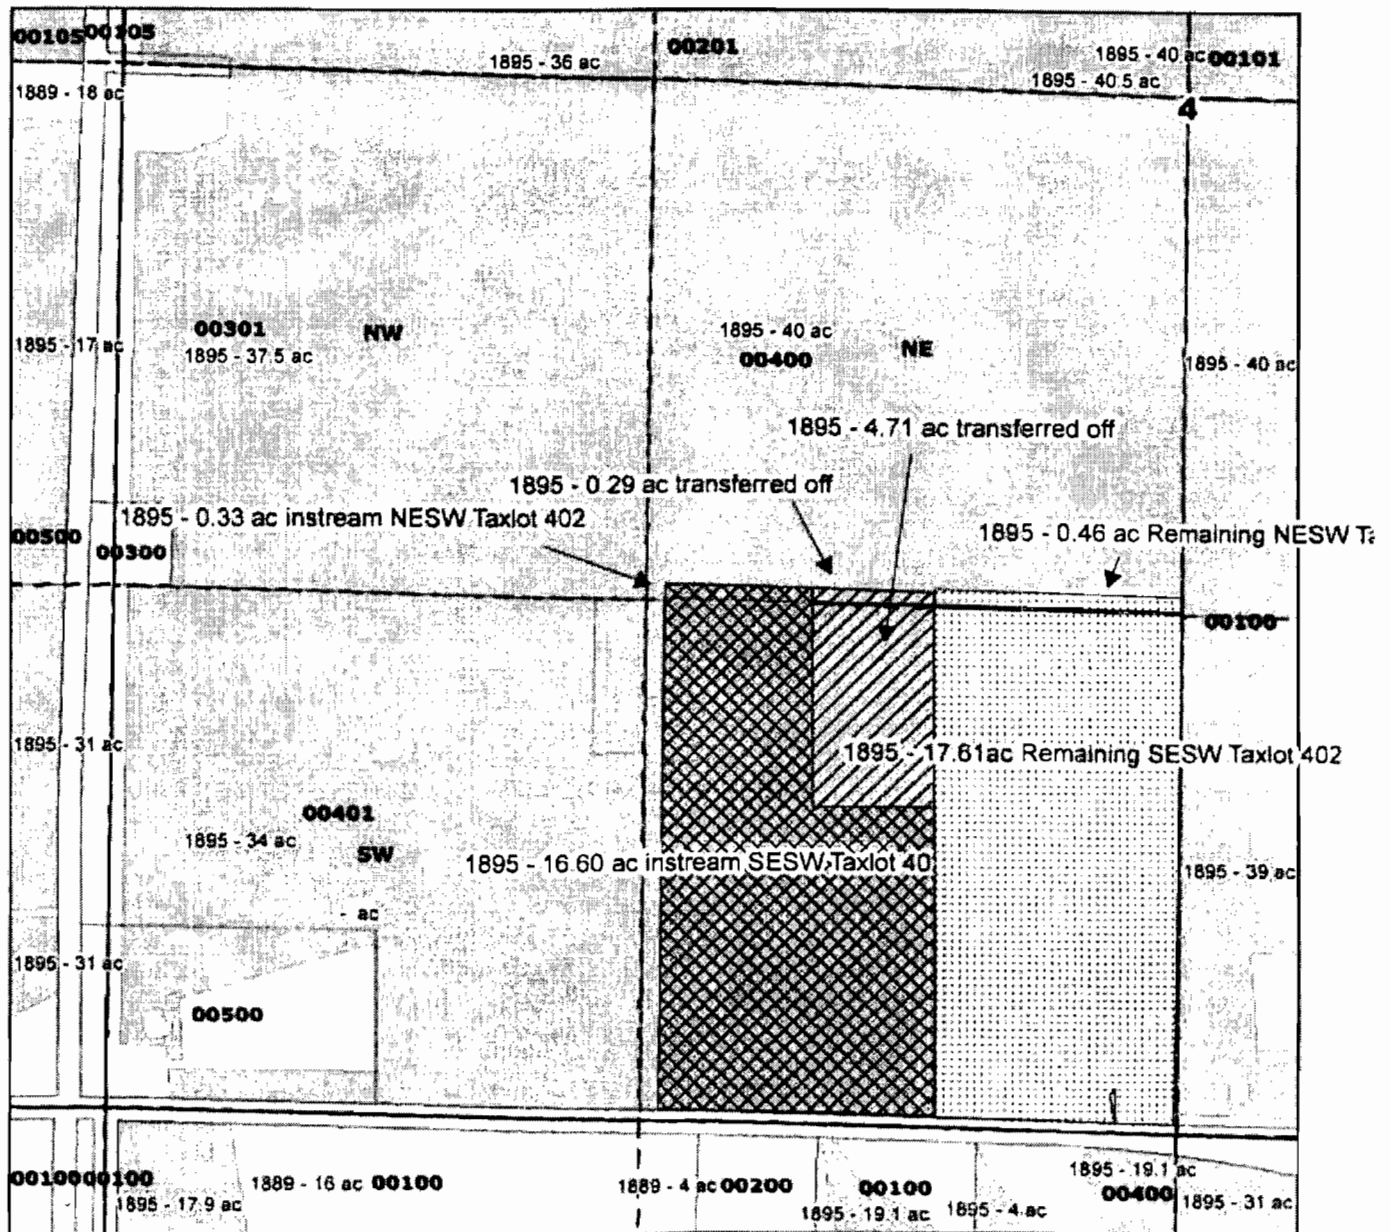 00105
00105
1895 - 36 ac
00201
1895 - 40 ac
00101
1895 - 40.5 ac
1889 - 18 ac
4
00301
NW
1895 - 17 ac
1895 - 37.5 ac
1895 - 40 ac
NE
00400
1895 - 40 ac
1895 - 4.71 ac transferred off
1895 - 0.29 ac transferred off
1895 - 0.33 ac instream NESW Taxlot 402
1895 - 0.46 ac Remaining NESW Ta
00500
00300
00100
1895 - 31 ac
1895 - 17.61ac Remaining SESW Taxlot 402
00401
1895 - 34 ac
SW
1895 - 16.60 ac instream SESW Taxlot 40
1895 - 39 ac
- ac
1895 - 31 ac
00500
00100
00100
1889 - 16 ac
00100
1889 - 4 ac
00200
00100
1895 - 19.1 ac
00400
1895 - 17.9 ac
1895 - 19.1 ac
1895 - 4 ac
1895 - 31 ac